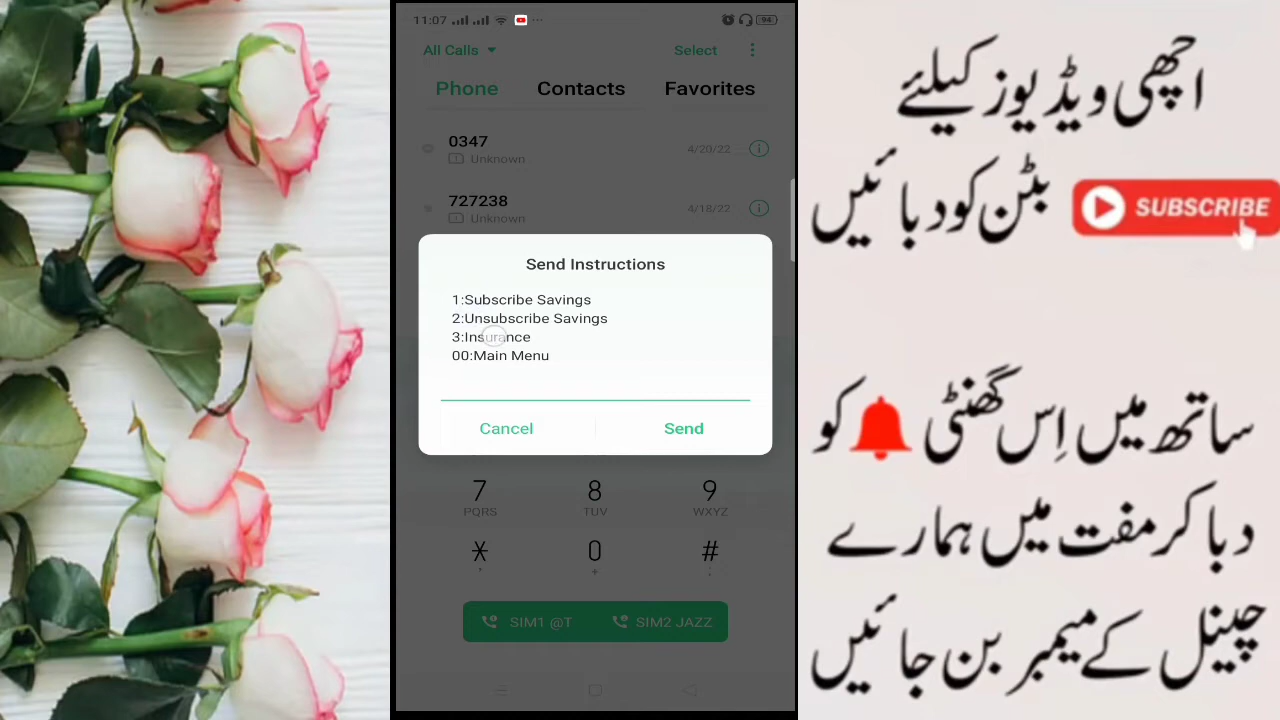 11:07
94
All Calls
Select
Phone
Contacts
Favorites
0347
Unknown
4/20/22
727238
Unknown
4/18/22
Send Instructions
1:Subscribe Savings
2:Unsubscribe Savings
3:Insurance
00:Main Menu
Cancel
Send
7
8
9
PQRS
TUV
WXYZ
0
#
+
SIM1 @T
SIM2 JAZZ
اچھی ویڈیوز کیلئے
بٹن کو دبائیں
SUBSCRIBE
ساتھ میں اِس گھنٹی کو
دبا کر مفت میں ہمارے
چینل کے میمبر بن جائیں